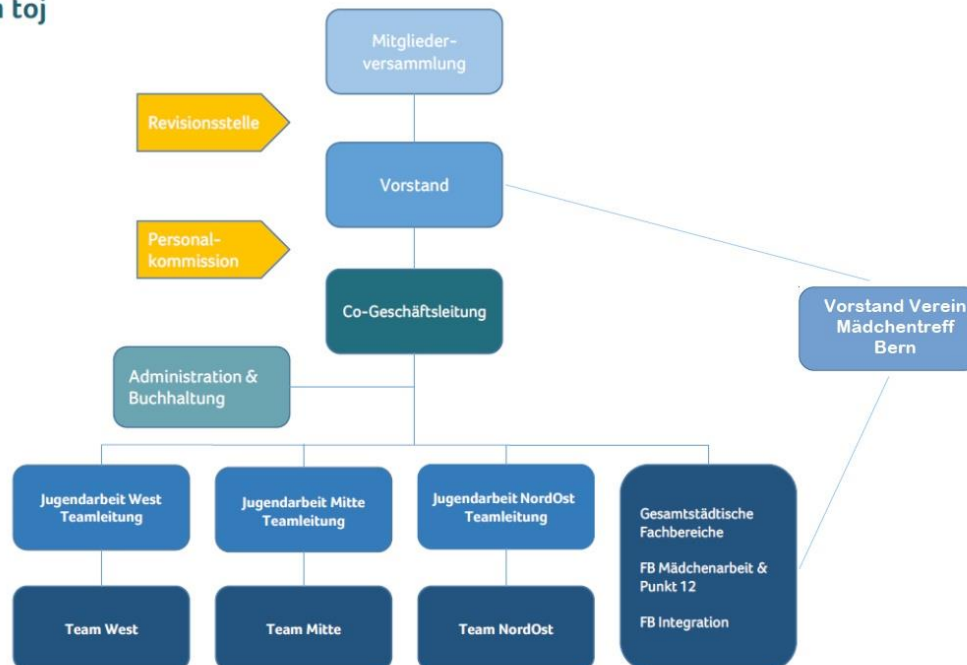 toj
Mitglieder-
versammlung
Revisionsstelle
Vorstand
Personal-
kommission
Co-Geschäftsleitung
Vorstand Verein
Mädchentreff
Bern
Administration &
Buchhaltung
Jugendarbeit West
Teamleitung
Jugendarbeit Mitte
Teamleitung
Jugendarbeit NordOst
Teamleitung
Gesamtstädtische
Fachbereiche
FB Mädchenarbeit &
Punkt 12
FB Integration
Team West
Team Mitte
Team NordOst